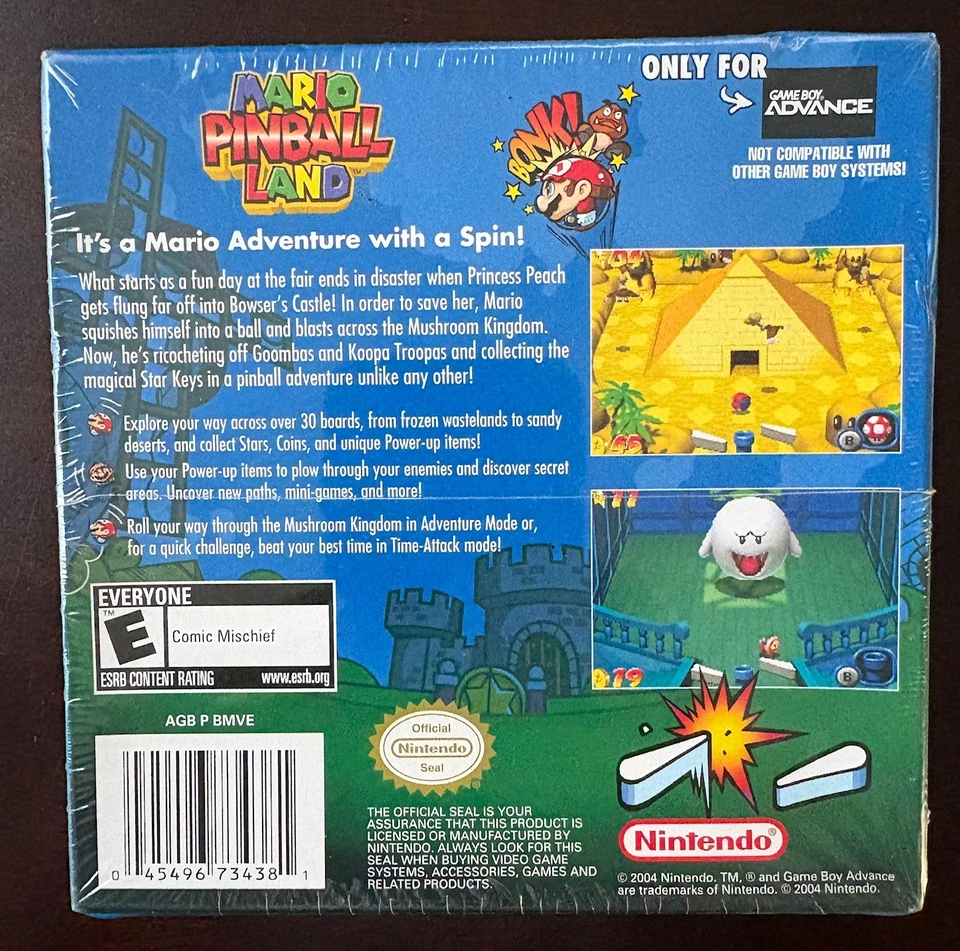 MARIO
PINBALL
LAND™
BONK!
ONLY FOR
GAME BOY
ADVANCE
NOT COMPATIBLE WITH
OTHER GAME BOY SYSTEMS!
It's a Mario Adventure with a Spin!
What starts as a fun day at the fair ends in disaster when Princess Peach
gets flung far off into Bowser's Castle! In order to save her, Mario
squishes himself into a ball and blasts across the Mushroom Kingdom.
Now, he's ricocheting off Goombas and Koopa Troopas and collecting the
magical Star Keys in a pinball adventure unlike any other!
Explore your way across over 30 boards, from frozen wastelands to sandy
deserts, and collect Stars, Coins, and unique Power-up items!
Use your Power-up items to plow through your enemies and discover secret
areas. Uncover new paths, mini-games, and more!
Roll your way through the Mushroom Kingdom in Adventure Mode or,
for a quick challenge, beat your best time in Time-Attack mode!
B
11
19
B
EVERYONE
™
E
Comic Mischief
ESRB CONTENT RATING www.esrb.org
AGB P BMVE
0 45496 73438 1
Official
Nintendo
Seal
®
THE OFFICIAL SEAL IS YOUR
ASSURANCE THAT THIS PRODUCT IS
LICENSED OR MANUFACTURED BY
NINTENDO. ALWAYS LOOK FOR THIS
SEAL WHEN BUYING VIDEO GAME
SYSTEMS, ACCESSORIES, GAMES AND
RELATED PRODUCTS.
Nintendo®
© 2004 Nintendo. TM, ® and Game Boy Advance
are trademarks of Nintendo. © 2004 Nintendo.